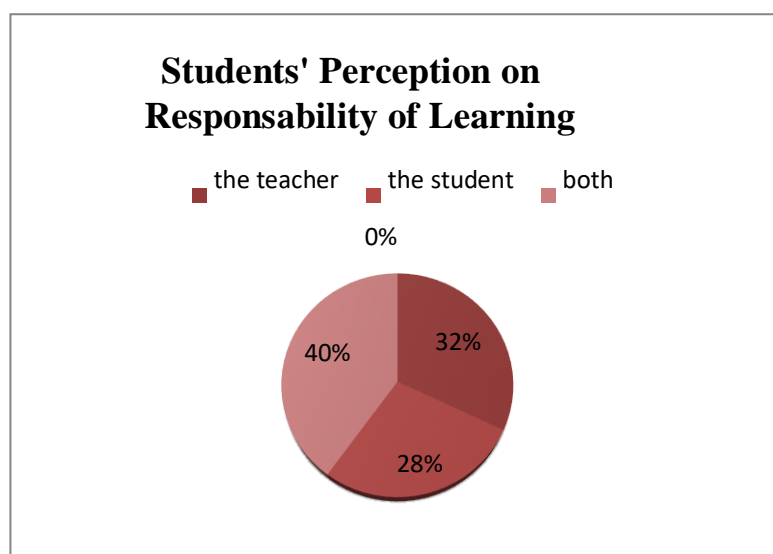 Students' Perception on
Responsability of Learning
the teacher the student both
0%
40%
32%
28%